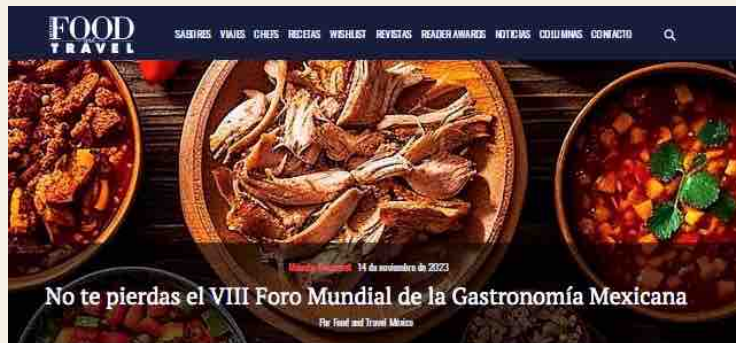 FOOD
and
TRAVEL
SABORES VIAJES CHEFS RECETAS WISHLIST REVISTAS READER AWARDS NOTICIAS COLUMNAS CONTACTO
14 de noviembre de 2023
No te pierdas el VIII Foro Mundial de la Gastronomía Mexicana
Por Food and Travel México